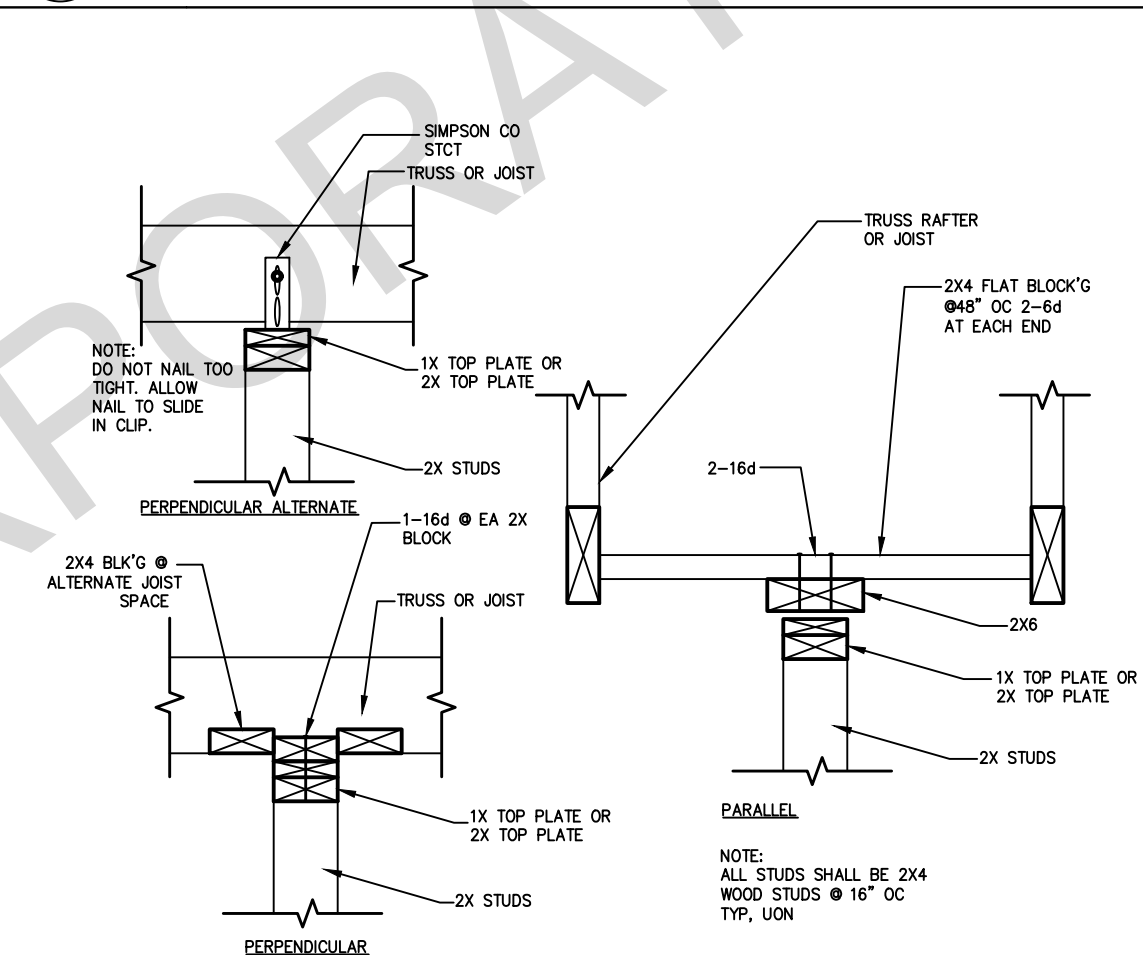 SIMPSON CO
STCT
TRUSS OR JOIST
NOTE:
DO NOT NAIL TOO
TIGHT. ALLOW
NAIL TO SLIDE
IN CLIP.
1X TOP PLATE OR
2X TOP PLATE
2X STUDS
PERPENDICULAR ALTERNATE
TRUSS RAFTER
OR JOIST
2X4 FLAT BLOCK'G
@48" OC 2-6d
AT EACH END
2-16d
2X6
1X TOP PLATE OR
2X TOP PLATE
2X STUDS
PARALLEL
NOTE:
ALL STUDS SHALL BE 2X4
WOOD STUDS @ 16" OC
TYP, UON
1-16d @ EA 2X
BLOCK
2X4 BLK'G @
ALTERNATE JOIST
SPACE
TRUSS OR JOIST
1X TOP PLATE OR
2X TOP PLATE
2X STUDS
PERPENDICULAR